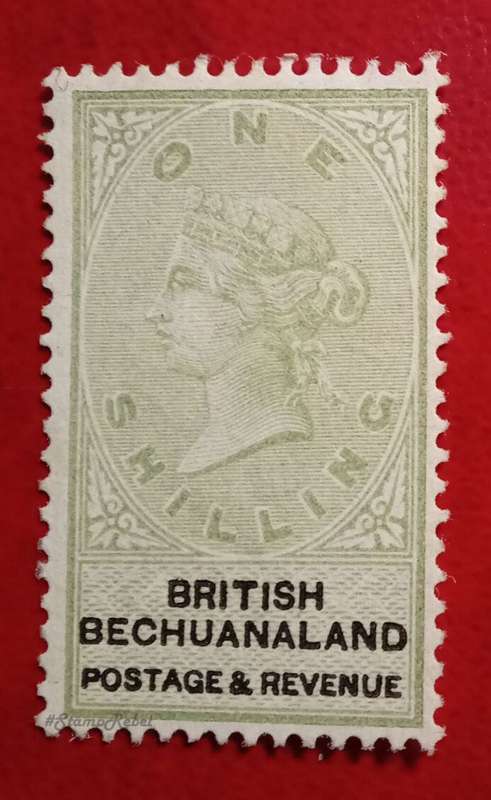 ONE
SHILLING
BRITISH
BECHUANALAND
POSTAGE & REVENUE
#StampRebel